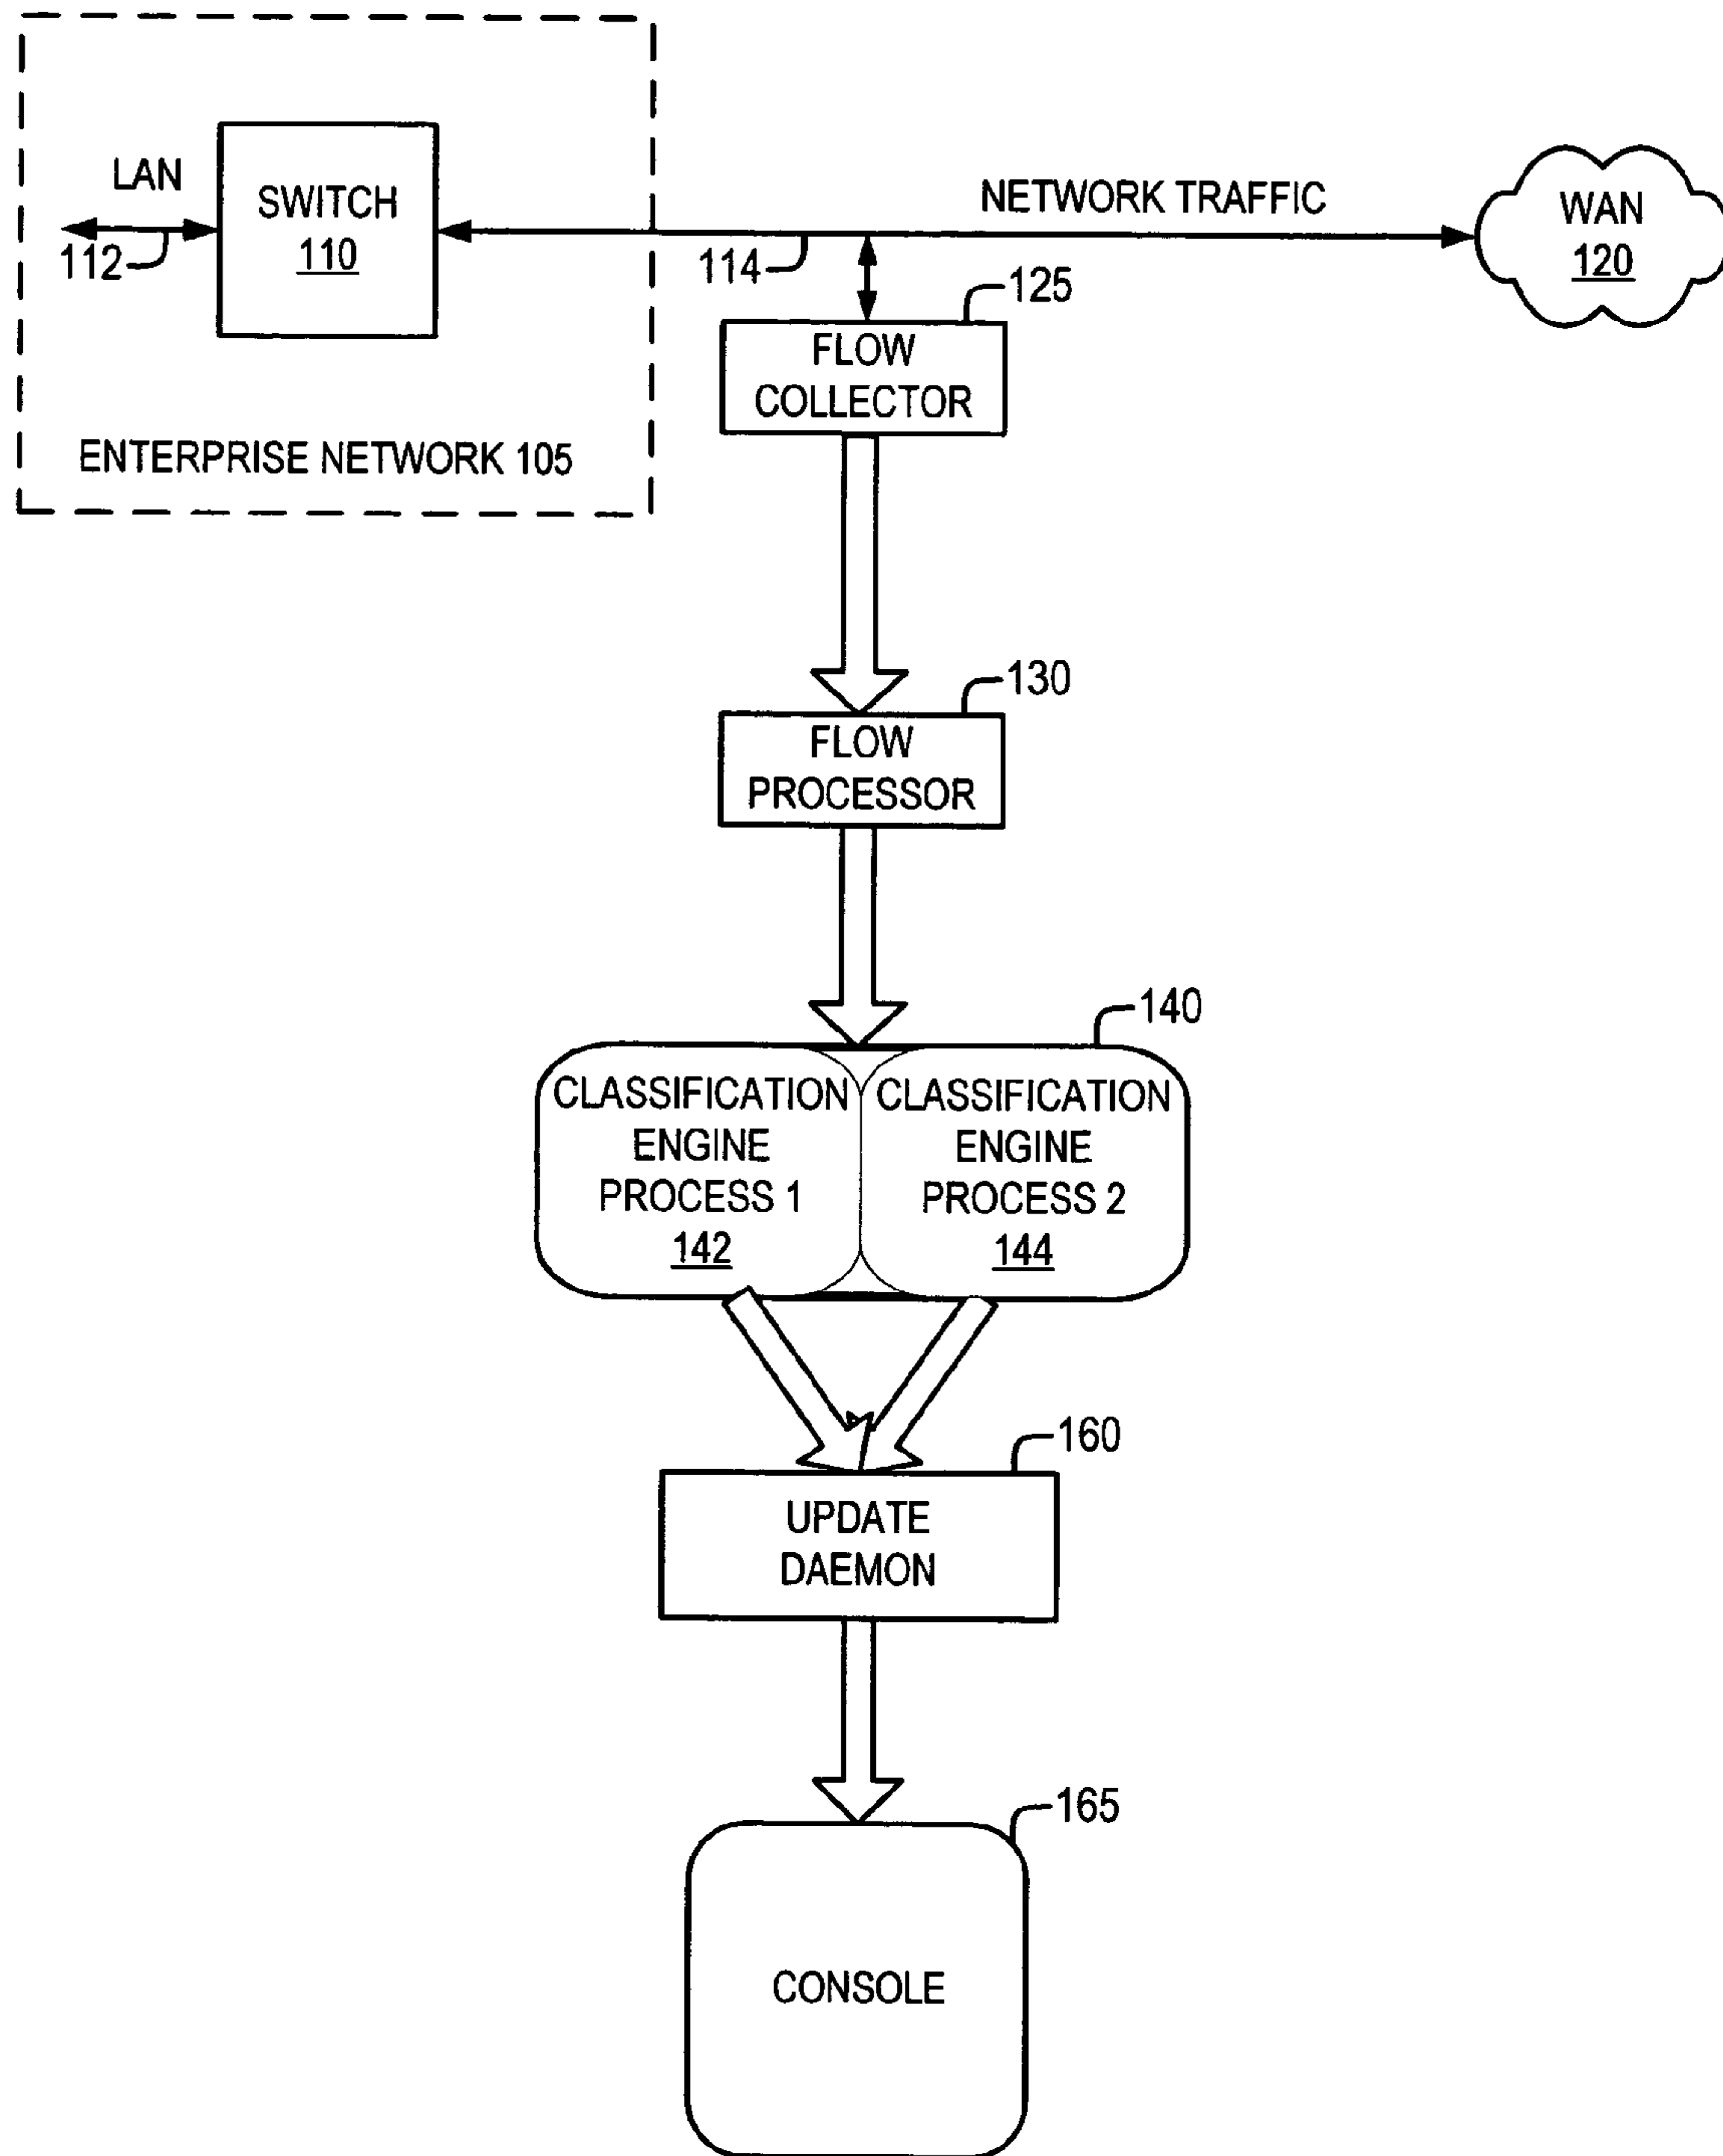 LAN
112
SWITCH
110
ENTERPRISE NETWORK 105
NETWORK TRAFFIC
114
WAN
120
125
FLOW
COLLECTOR
130
FLOW
PROCESSOR
140
CLASSIFICATION
ENGINE
PROCESS 1
142
CLASSIFICATION
ENGINE
PROCESS 2
144
160
UPDATE
DAEMON
165
CONSOLE